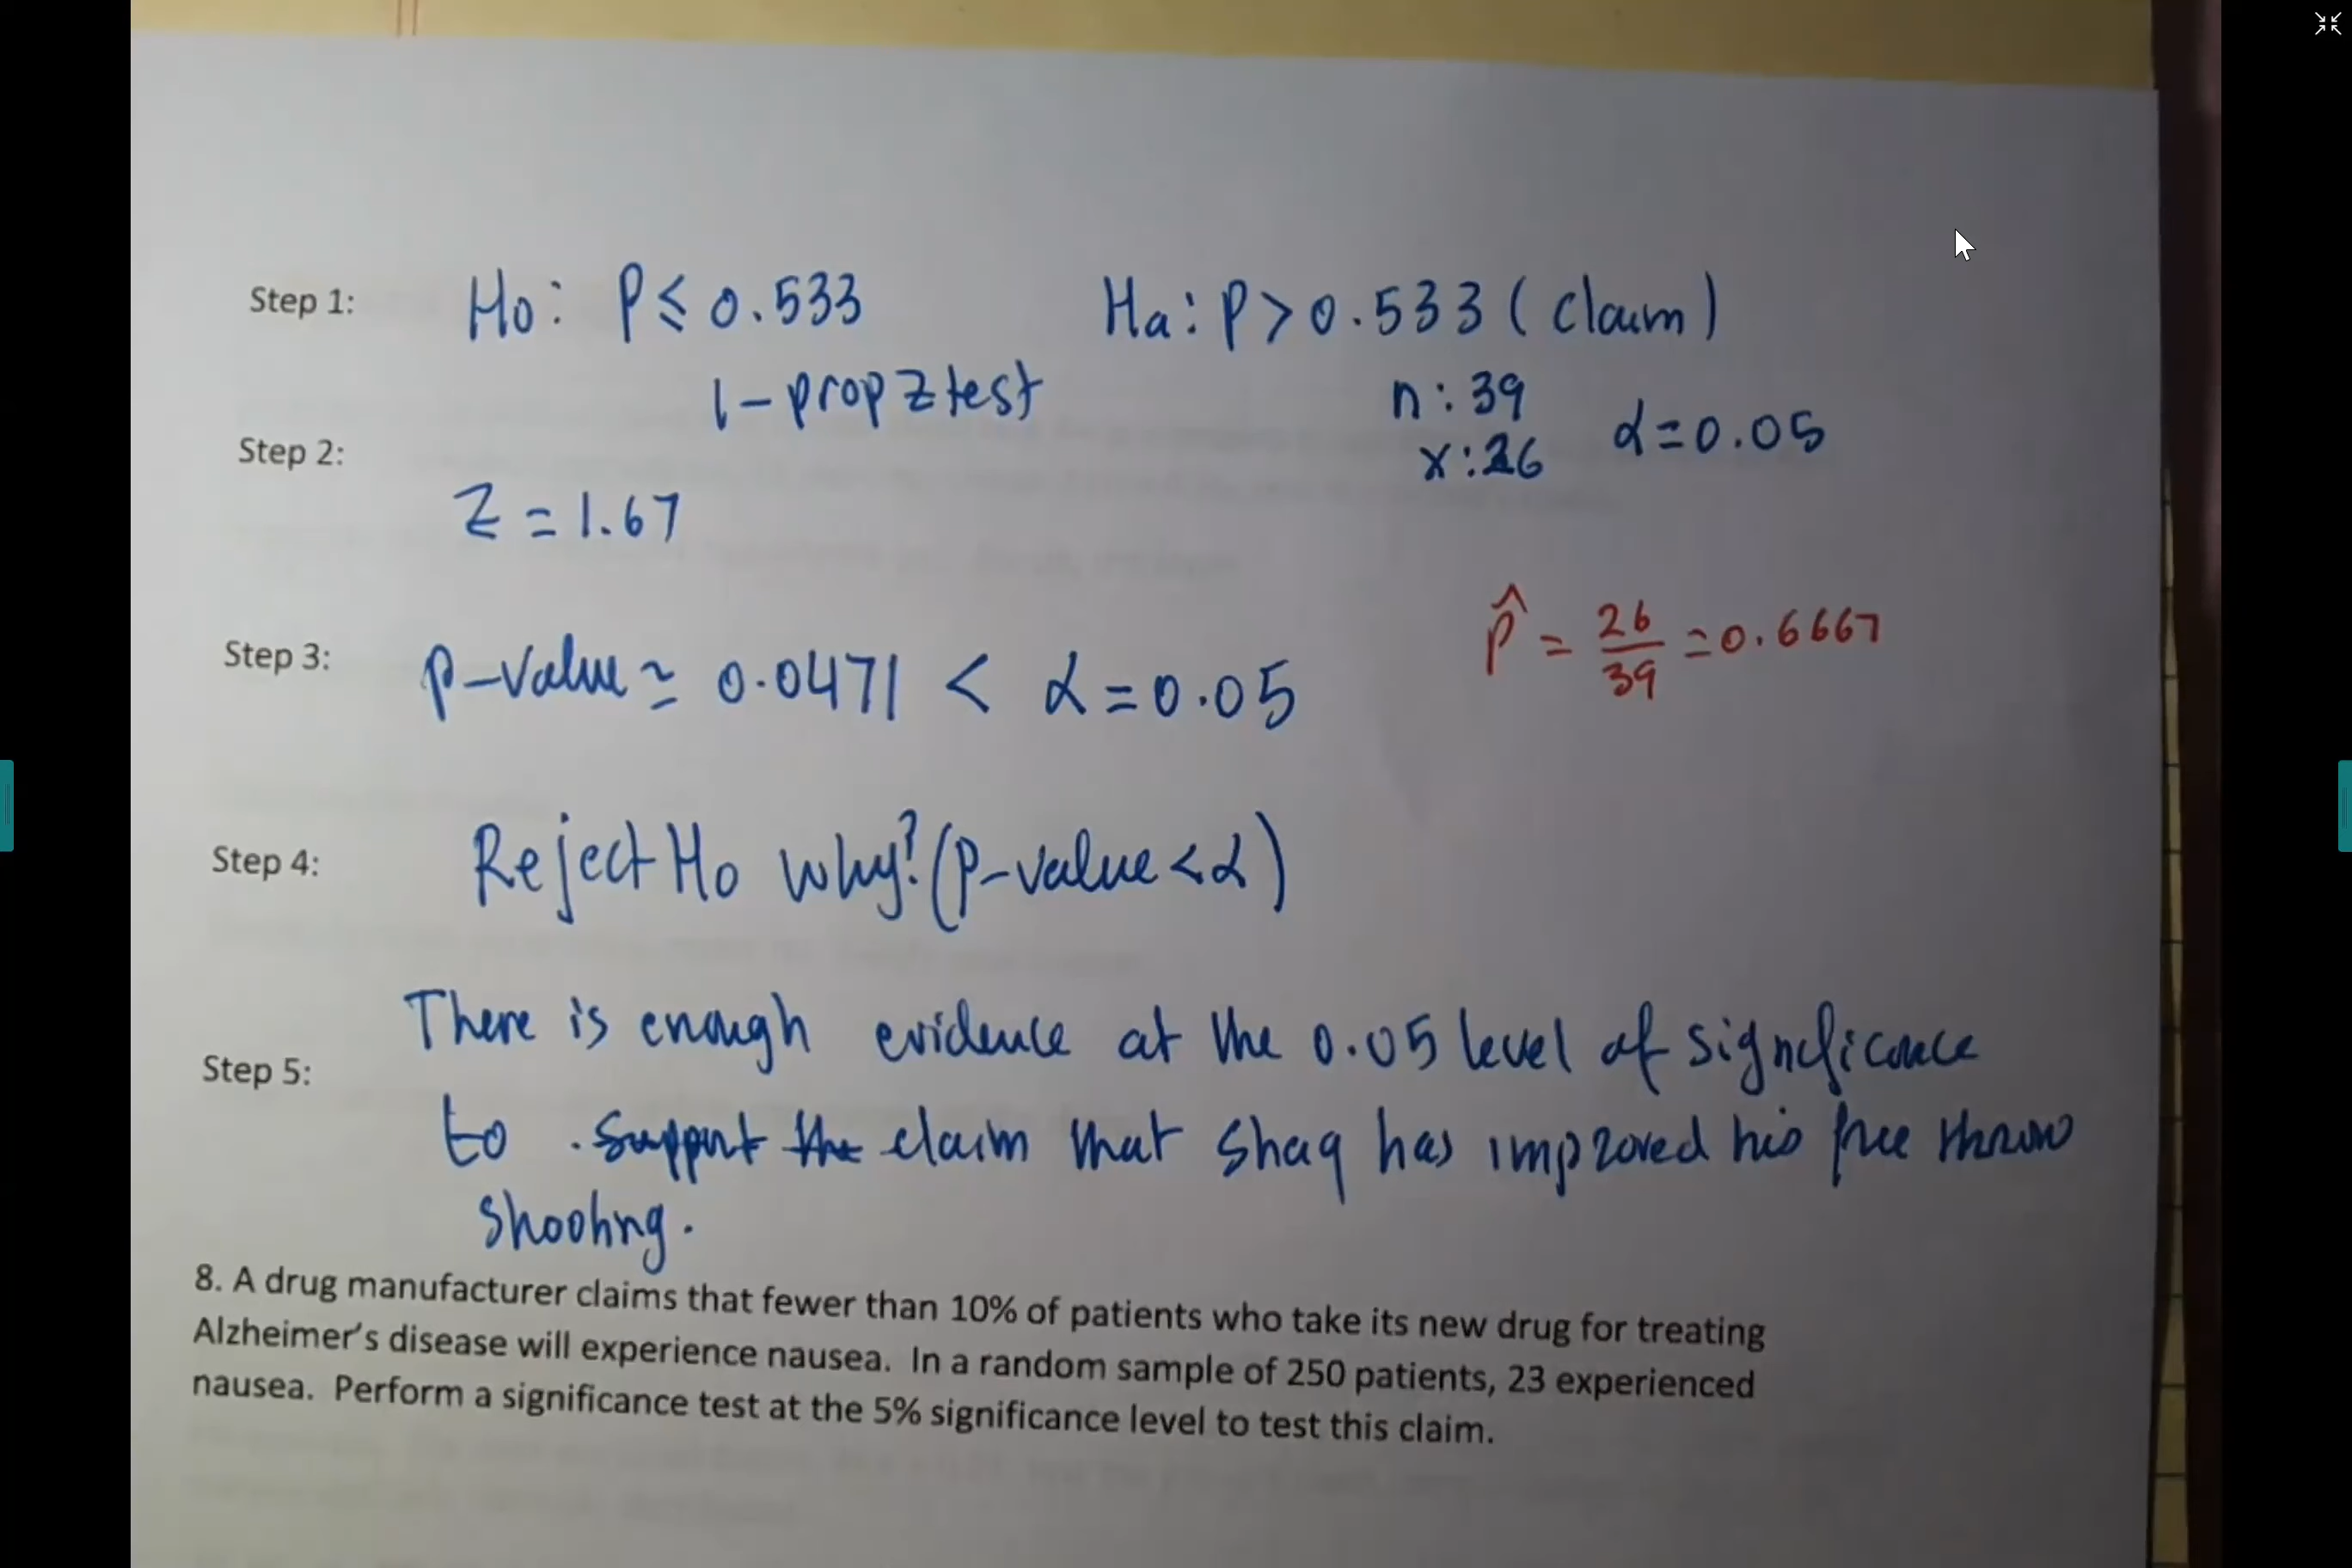 Step 1: Ho: P ≤ 0.533 Ha: P > 0.533 (claim)
1-prop Z test n: 39
Step 2: x: 26 α = 0.05
Z = 1.67
p̂ = 26/39 = 0.6667
Step 3: P-value ≃ 0.0471 < α = 0.05
Step 4: Reject Ho why? (P-value < α)
There is enough evidence at the 0.05 level of significance
Step 5:
to support the claim that Shaq has improved his free throw
shooting.
8. A drug manufacturer claims that fewer than 10% of patients who take its new drug for treating
Alzheimer's disease will experience nausea. In a random sample of 250 patients, 23 experienced
nausea. Perform a significance test at the 5% significance level to test this claim.